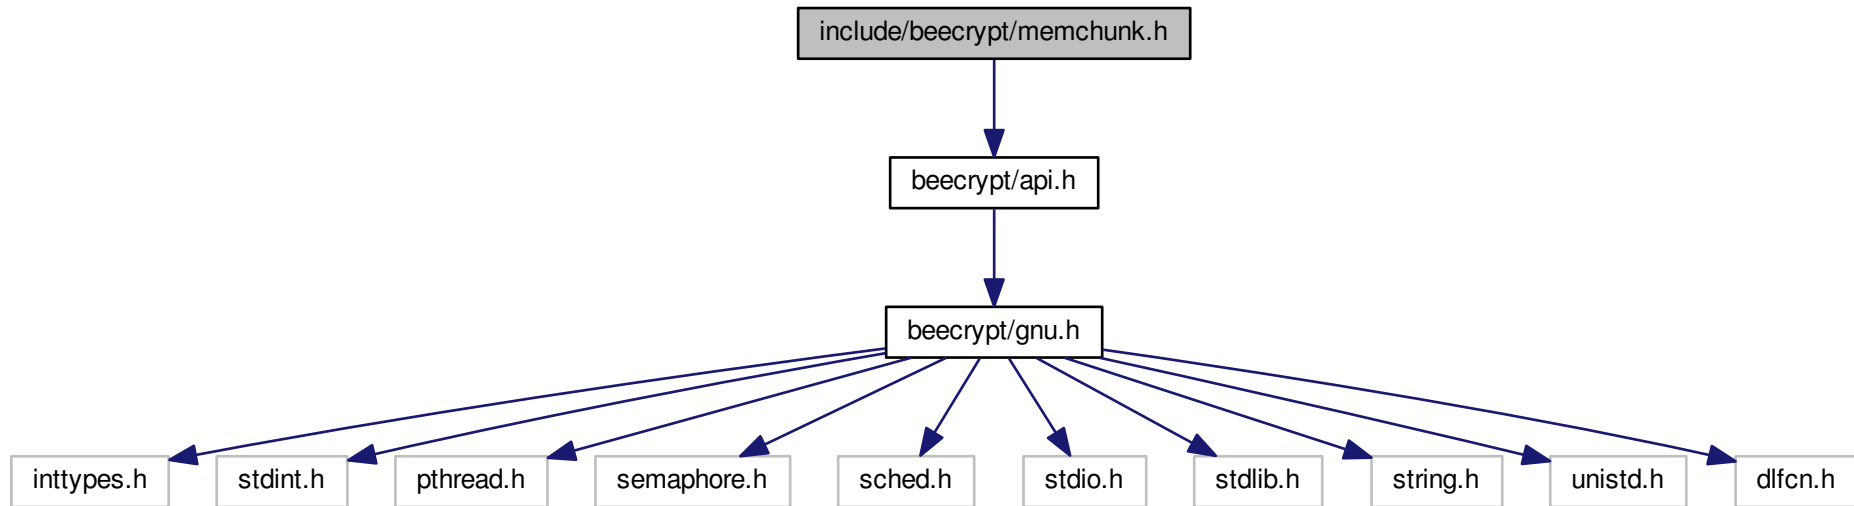 include/beecrypt/memchunk.h
beecrypt/api.h
beecrypt/gnu.h
inttypes.h
stdint.h
pthread.h
semaphore.h
sched.h
stdio.h
stdlib.h
string.h
unistd.h
dlfcn.h